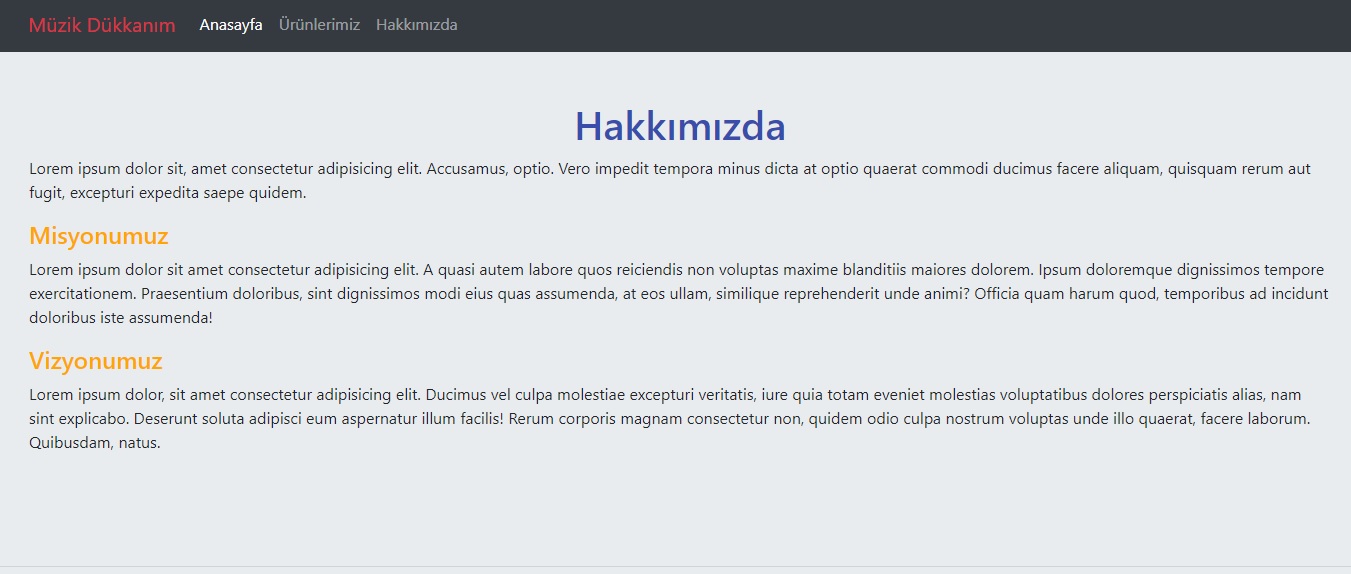 Müzik Dükkanım Anasayfa Ürünlerimiz Hakkımızda
Hakkımızda
Lorem ipsum dolor sit, amet consectetur adipisicing elit. Accusamus, optio. Vero impedit tempora minus dicta at optio quaerat commodi ducimus facere aliquam, quisquam rerum aut
fugit, excepturi expedita saepe quidem.
Misyonumuz
Lorem ipsum dolor sit amet consectetur adipisicing elit. A quasi autem labore quos reiciendis non voluptas maxime blanditiis maiores dolorem. Ipsum doloremque dignissimos tempore
exercitationem. Praesentium doloribus, sint dignissimos modi eius quas assumenda, at eos ullam, similique reprehenderit unde animi? Officia quam harum quod, temporibus ad incidunt
doloribus iste assumenda!
Vizyonumuz
Lorem ipsum dolor, sit amet consectetur adipisicing elit. Ducimus vel culpa molestiae excepturi veritatis, iure quia totam eveniet molestias voluptatibus dolores perspiciatis alias, nam
sint explicabo. Deserunt soluta adipisci eum aspernatur illum facilis! Rerum corporis magnam consectetur non, quidem odio culpa nostrum voluptas unde illo quaerat, facere laborum.
Quibusdam, natus.